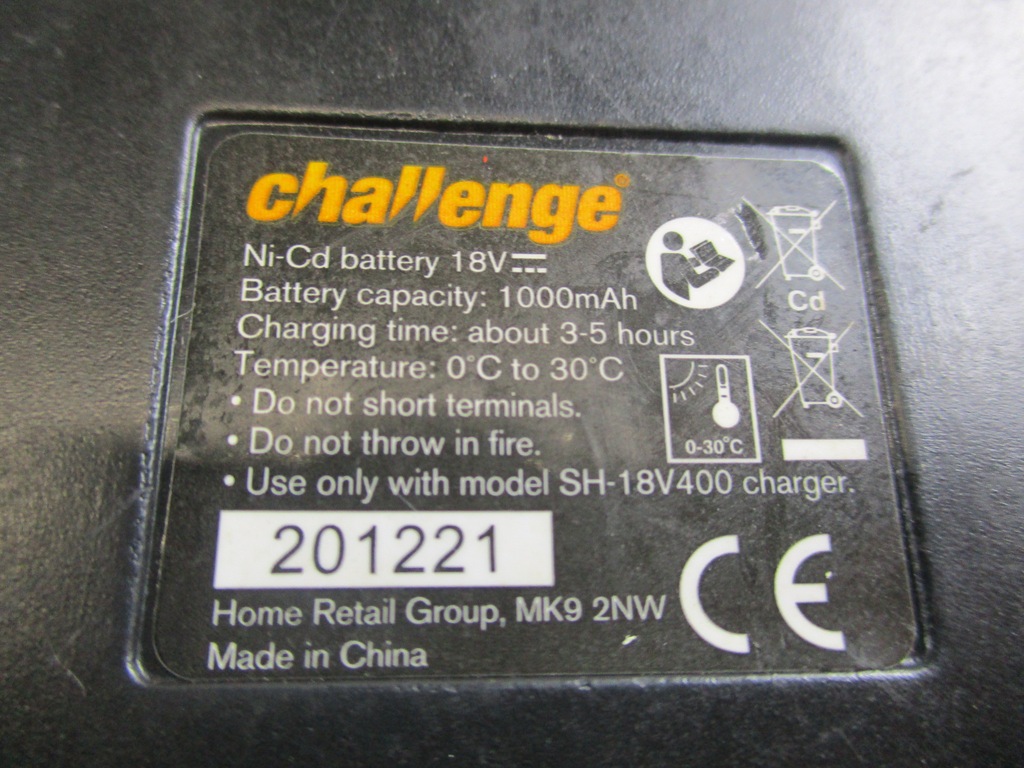 challenge®
Ni-Cd battery 18V⎓
Battery capacity: 1000mAh
Charging time: about 3-5 hours
Temperature: 0°C to 30°C
• Do not short terminals.
• Do not throw in fire.
• Use only with model SH-18V400 charger.
Cd
0-30°C
201221
Home Retail Group, MK9 2NW
Made in China
CE